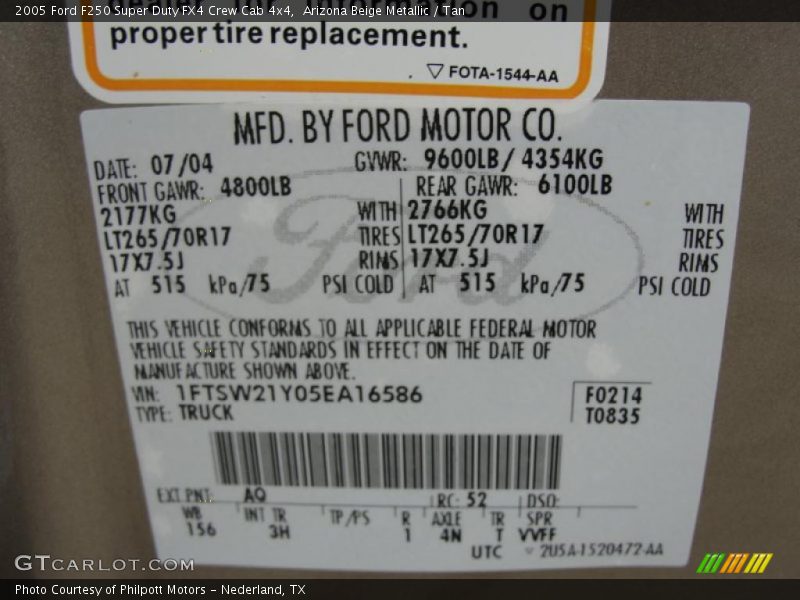 2005 Ford F250 Super Duty FX4 Crew Cab 4x4, Arizona Beige Metallic / Tan
on
proper tire replacement.
▽ FOTA-1544-AA
MFD. BY FORD MOTOR CO.
DATE: 07/04 GVWR: 9600LB/ 4354KG
FRONT GAWR: 4800LB REAR GAWR: 6100LB
2177KG WITH 2766KG WITH
LT265/70R17 TIRES LT265/70R17 TIRES
17X7.5J RIMS 17X7.5J RIMS
AT 515 kPa/75 PSI COLD AT 515 kPa/75 PSI COLD
Ford
THIS VEHICLE CONFORMS TO ALL APPLICABLE FEDERAL MOTOR
VEHICLE SAFETY STANDARDS IN EFFECT ON THE DATE OF
MANUFACTURE SHOWN ABOVE.
VIN: 1FTSW21Y05EA16586 F0214
TYPE: TRUCK T0835
EXT PNT: AQ RC: 52 DSO:
WB INT TR TP/PS R AXLE TR SPR
156 3H 1 4N T VVFF
UTC ▽ 2U5A-1520472-AA
GTCARLOT.COM
Photo Courtesy of Philpott Motors - Nederland, TX